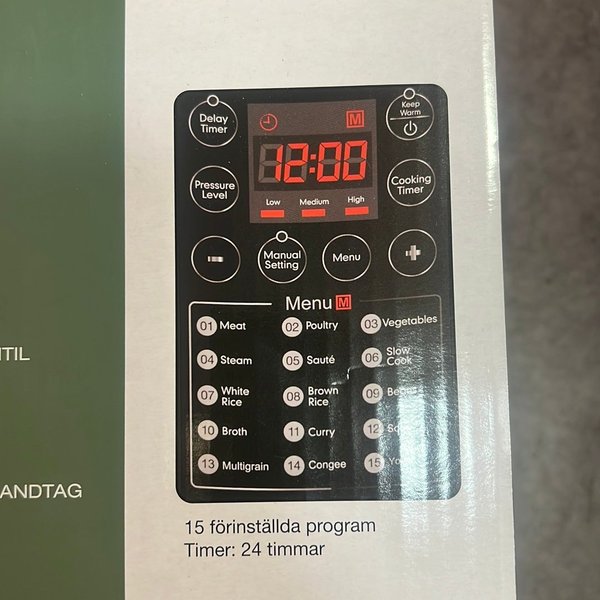 Delay
Timer
M
Keep
Warm
12:00
Pressure
Level
Cooking
Timer
Low Medium High
-
Manual
Setting
Menu
+
Menu M
01 Meat
02 Poultry
03 Vegetables
04 Steam
05 Sauté
06 Slow
Cook
07 White
Rice
08 Brown
Rice
09
10 Broth
11 Curry
12
13 Multigrain
14 Congee
15
NTIL
ANDTAG
15 förinställda program
Timer: 24 timmar